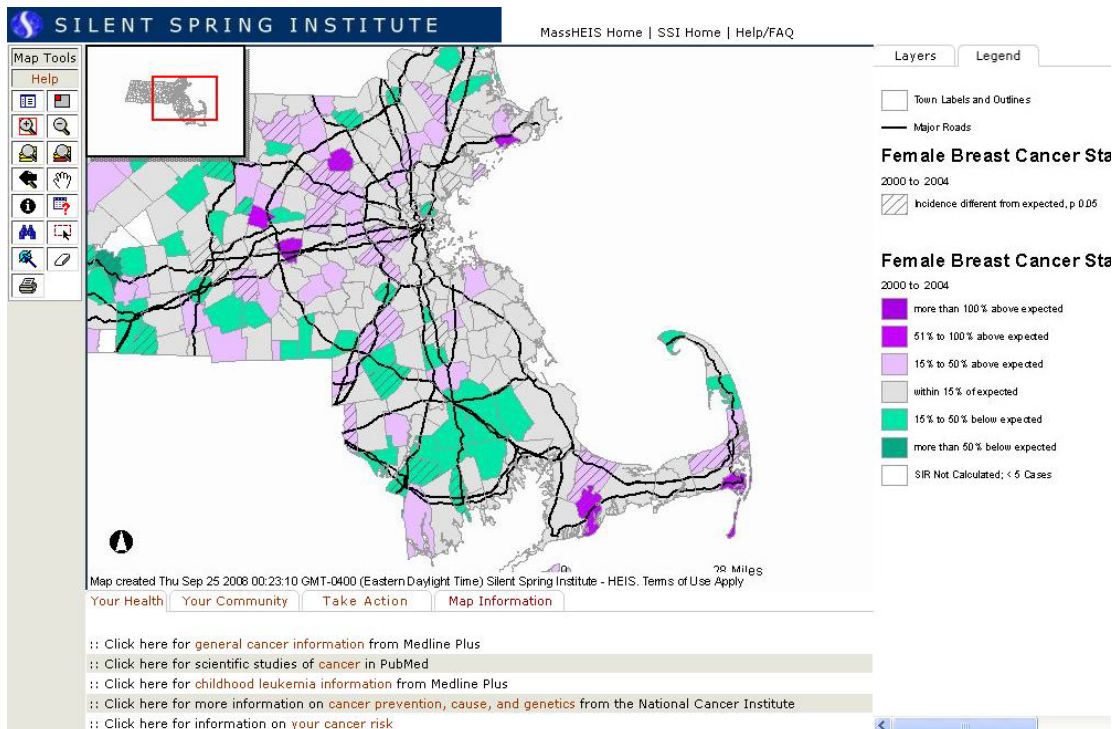 SILENT SPRING INSTITUTE
MassHEIS Home | SSI Home | Help/FAQ
Map Tools
Help
Layers
Legend
Town Labels and Outlines
Major Roads
Female Breast Cancer Sta
2000 to 2004
Incidence different from expected, p 0.05
Female Breast Cancer Sta
2000 to 2004
more than 100% above expected
51% to 100% above expected
15% to 50% above expected
within 15% of expected
15% to 50% below expected
more than 50% below expected
SIR Not Calculated; < 5 Cases
28 Miles
Map created Thu Sep 25 2008 00:23:10 GMT-0400 (Eastern Daylight Time) Silent Spring Institute - HEIS. Terms of Use Apply
Your Health
Your Community
Take Action
Map Information
:: Click here for general cancer information from Medline Plus
:: Click here for scientific studies of cancer in PubMed
:: Click here for childhood leukemia information from Medline Plus
:: Click here for more information on cancer prevention, cause, and genetics from the National Cancer Institute
:: Click here for information on your cancer risk